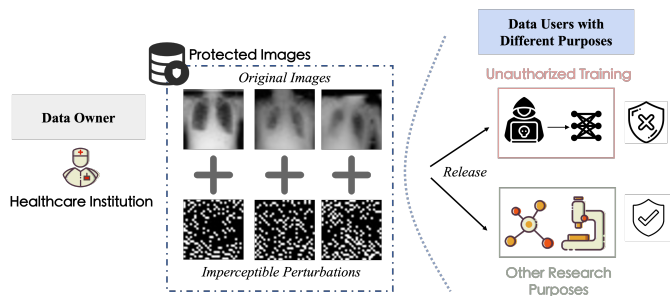 Data Owner
Healthcare Institution
Protected Images
Original Images
Imperceptible Perturbations
Release
Data Users with
Different Purposes
Unauthorized Training
Other Research
Purposes